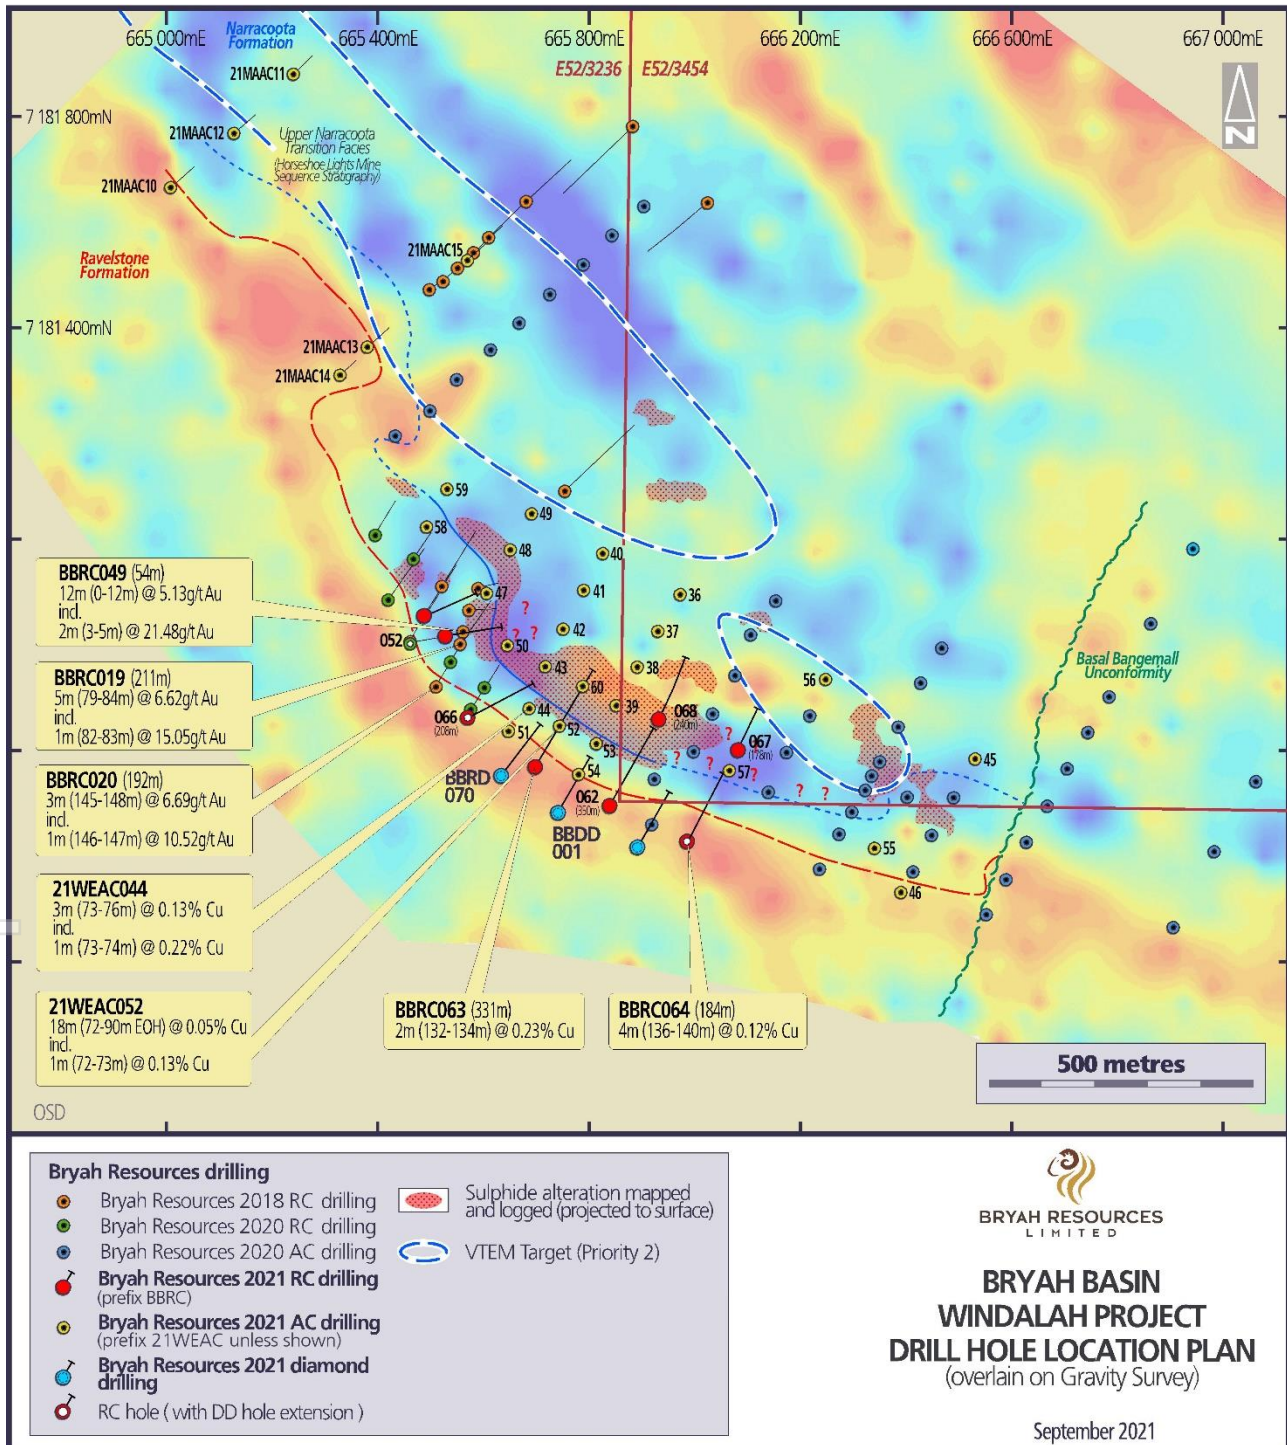 665 000mE
665 400mE
665 800mE
666 200mE
666 600mE
667 000mE
Narracoota
Formation
21MAAC11
E52/3236
E52/3454
7 181 800mN
21MAAC12
Upper Narracoota
Transition Facies
(Horseshoe Lights Mine
Sequence Stratigraphy)
N
21MAAC10
21MAAC15
Ravelstone
Formation
7 181 400mN
21MAAC13
21MAAC14
59
49
58
48
40
47
41
36
?
052
? ?
50
42
37
43
38
60
56
Basal Bangemall
Unconformity
066
(208m)
44
39
068
(240m)
51
52
?
067
(178m)
53
45
? ?
57
?
54
BBRD
070
062
(330m)
? ?
BBDD
001
55
46
BBRC049 (54m)
12m (0-12m) @ 5.13g/t Au
incl.
2m (3-5m) @ 21.48g/t Au
BBRC019 (211m)
5m (79-84m) @ 6.62g/t Au
incl.
1m (82-83m) @ 15.05g/t Au
BBRC020 (192m)
3m (145-148m) @ 6.69g/t Au
incl.
1m (146-147m) @ 10.52g/t Au
21WEAC044
3m (73-76m) @ 0.13% Cu
incl.
1m (73-74m) @ 0.22% Cu
21WEAC052
18m (72-90m EOH) @ 0.05% Cu
incl.
1m (72-73m) @ 0.13% Cu
BBRC063 (331m)
2m (132-134m) @ 0.23% Cu
BBRC064 (184m)
4m (136-140m) @ 0.12% Cu
500 metres
OSD
Bryah Resources drilling
Bryah Resources 2018 RC drilling
Bryah Resources 2020 RC drilling
Bryah Resources 2020 AC drilling
Bryah Resources 2021 RC drilling
(prefix BBRC)
Bryah Resources 2021 AC drilling
(prefix 21WEAC unless shown)
Bryah Resources 2021 diamond
drilling
RC hole ( with DD hole extension )
Sulphide alteration mapped
and logged (projected to surface)
VTEM Target (Priority 2)
BRYAH RESOURCES
LIMITED
BRYAH BASIN
WINDALAH PROJECT
DRILL HOLE LOCATION PLAN
(overlain on Gravity Survey)
September 2021